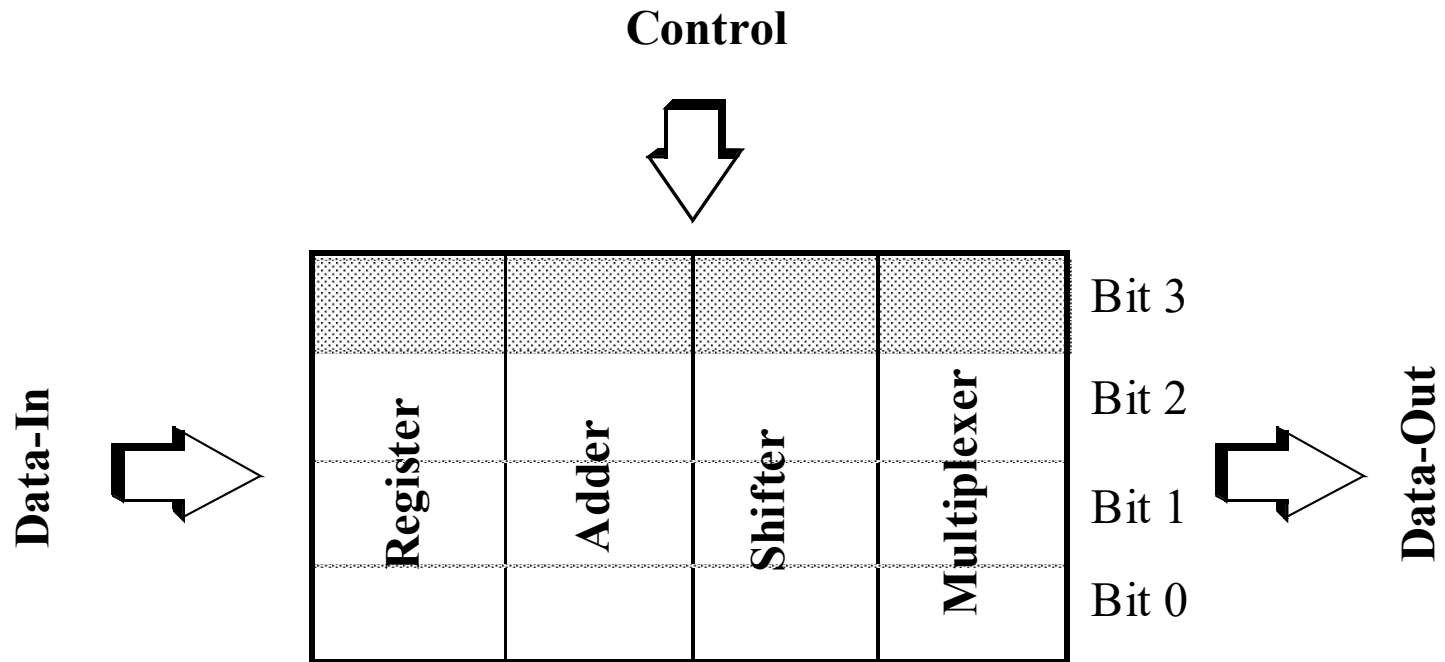 Control
Data-In
Register
Adder
Shifter
Multiplexer
Bit 3
Bit 2
Bit 1
Bit 0
Data-Out